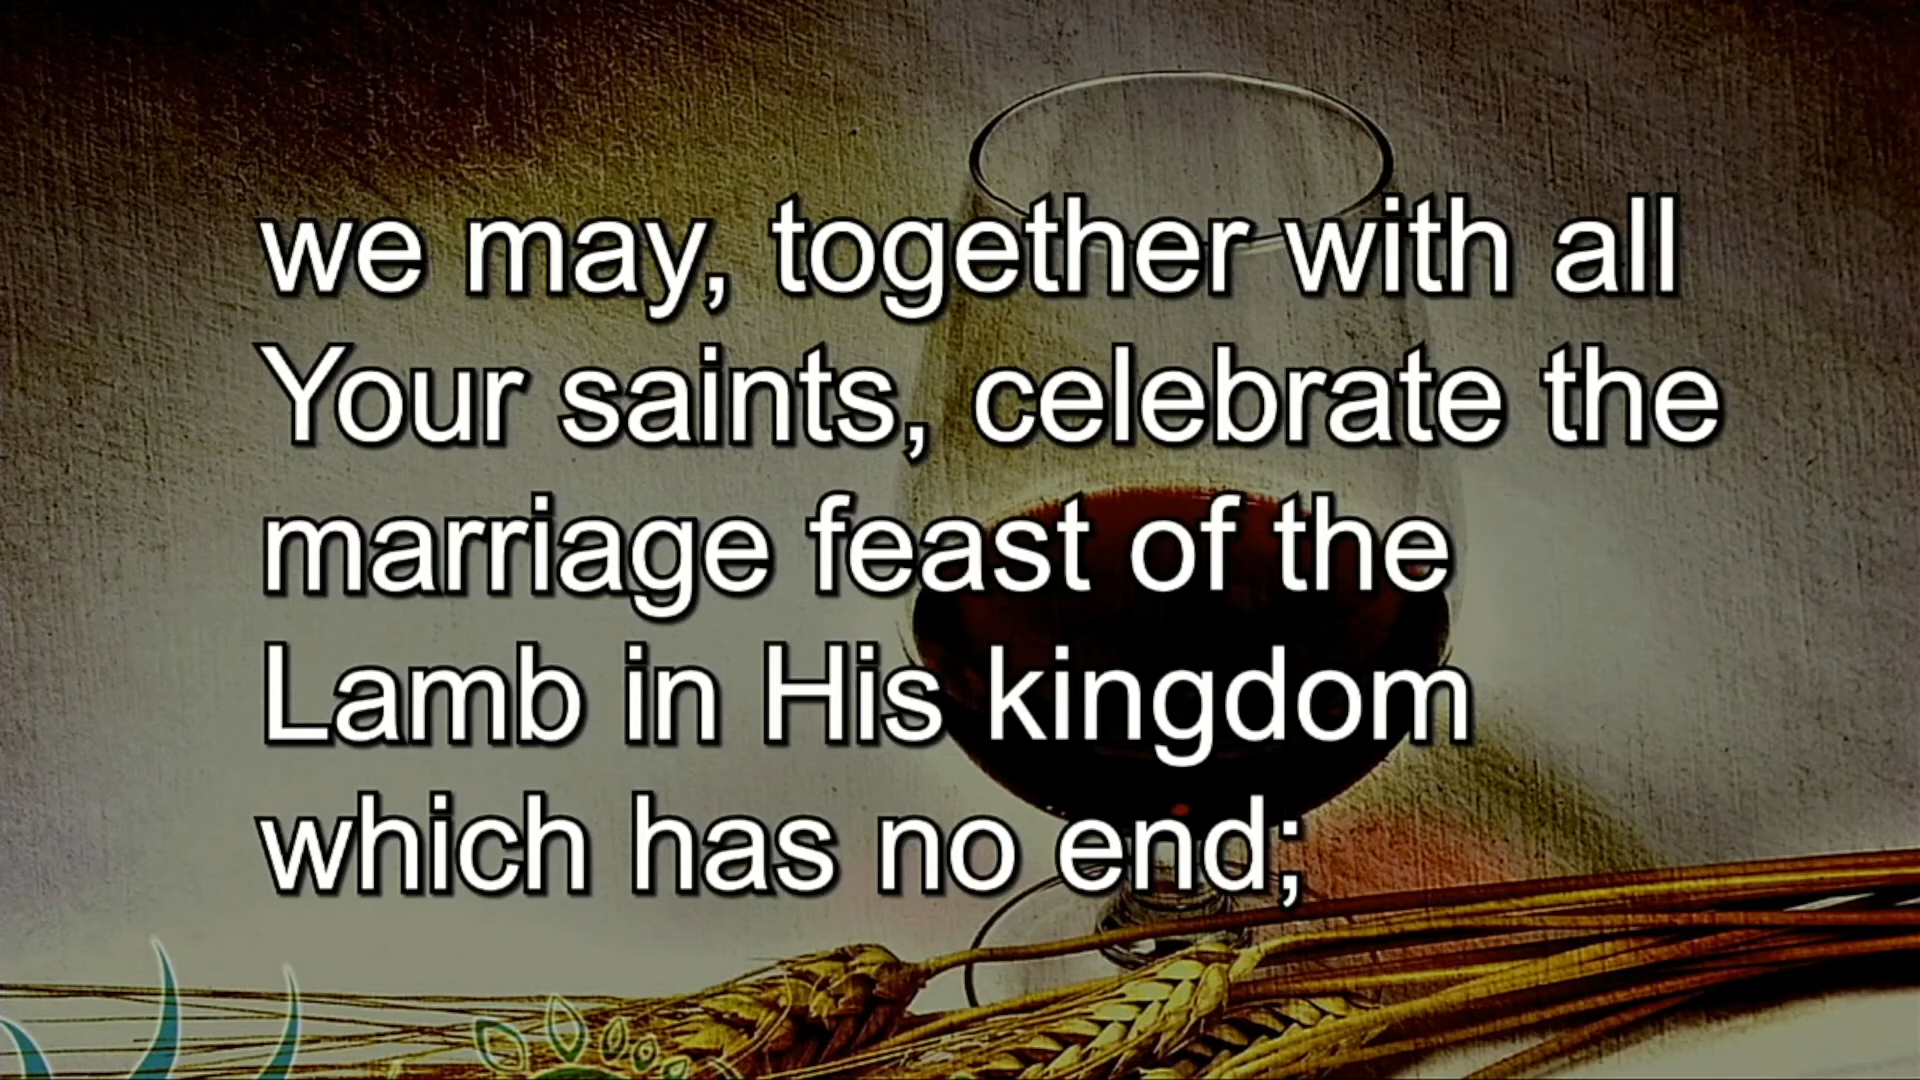 we may, together with all
Your saints, celebrate the
marriage feast of the
Lamb in His kingdom
which has no end;